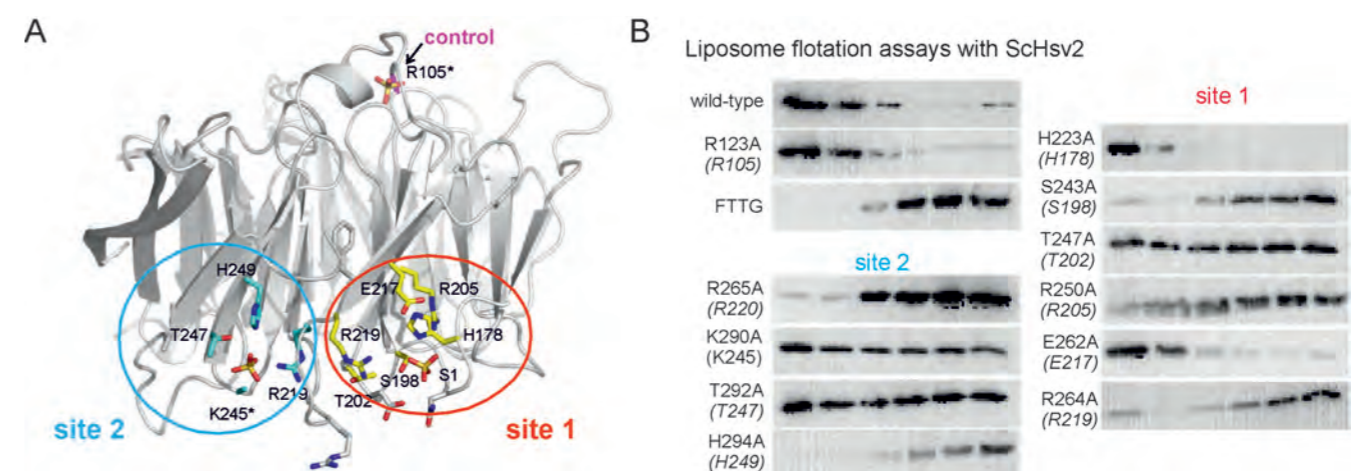 A
control
R105*
H249
T247
K245*
R219
site 2
E217
R205
R219
H178
S198
S1
T202
site 1
B
Liposome flotation assays with ScHsv2
wild-type
R123A
(R105)
FTTG
site 2
R265A
(R220)
K290A
(K245)
T292A
(T247)
H294A
(H249)
site 1
H223A
(H178)
S243A
(S198)
T247A
(T202)
R250A
(R205)
E262A
(E217)
R264A
(R219)